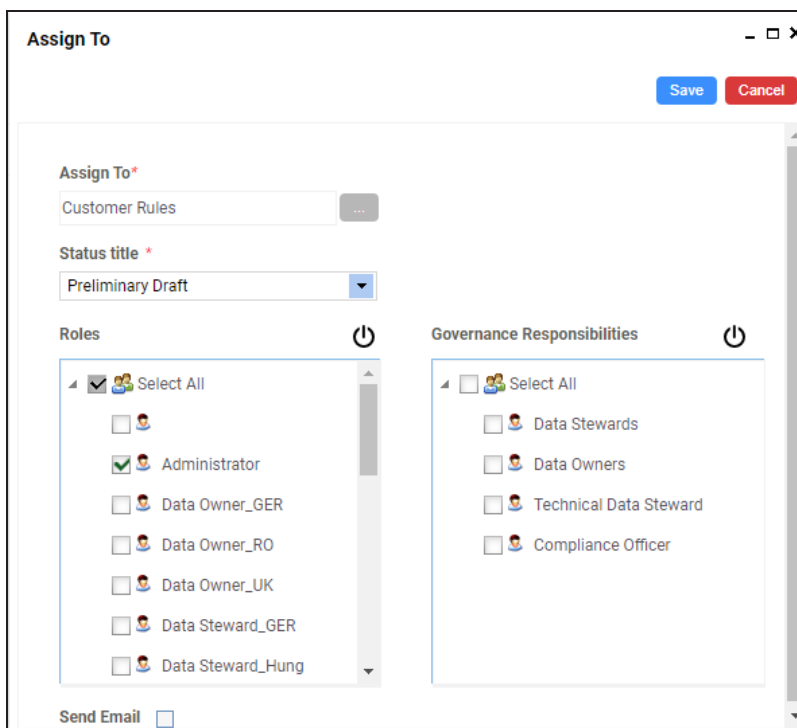 Assign To
Save Cancel
Assign To*
Customer Rules ...
Status title *
Preliminary Draft
Roles
Select All
Administrator
Data Owner_GER
Data Owner_RO
Data Owner_UK
Data Steward_GER
Data Steward_Hung
Governance Responsibilities
Select All
Data Stewards
Data Owners
Technical Data Steward
Compliance Officer
Send Email